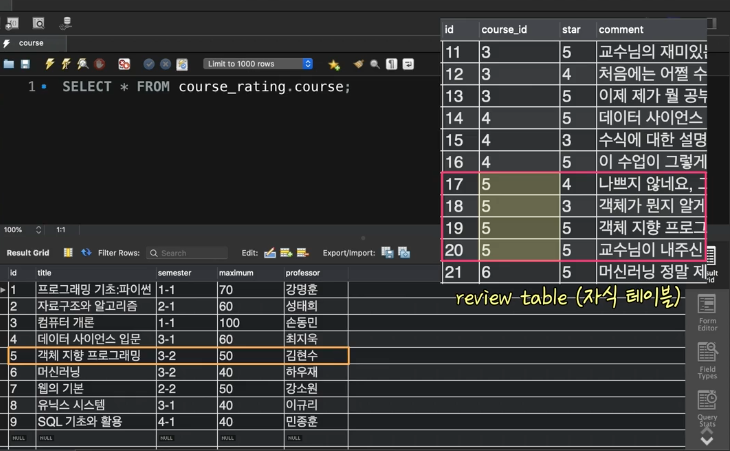 course
Limit to 1000 rows
1 SELECT * FROM course_rating.course;
id course_id star comment
11 3 5 교수님의 재미있는
12 3 4 처음에는 어쩔 수
13 3 5 이제 제가 뭘 공부
14 4 5 데이터 사이언스
15 4 3 수식에 대한 설명
16 4 5 이 수업이 그렇게
17 5 4 나쁘지 않네요,
18 5 3 객체가 뭔지 알게
19 5 5 객체 지향 프로그
20 5 5 교수님이 내주신
21 6 5 머신러닝 정말 제
review table (자식 테이블)
100% 1:1
Result Grid Filter Rows: Search Edit: Export/Import:
id title semester maximum professor
1 프로그래밍 기초:파이썬 1-1 70 강명훈
2 자료구조와 알고리즘 2-1 60 성태희
3 컴퓨터 개론 1-1 100 손동민
4 데이터 사이언스 입문 3-1 60 최지욱
5 객체 지향 프로그래밍 3-2 50 김현수
6 머신러닝 3-2 40 하우재
7 웹의 기본 2-2 50 강소원
8 유닉스 시스템 3-1 40 이규리
9 SQL 기초와 활용 4-1 40 민종훈
NULL NULL NULL NULL NULL
Grid
Form
Editor
Field
Types
Query
Stats